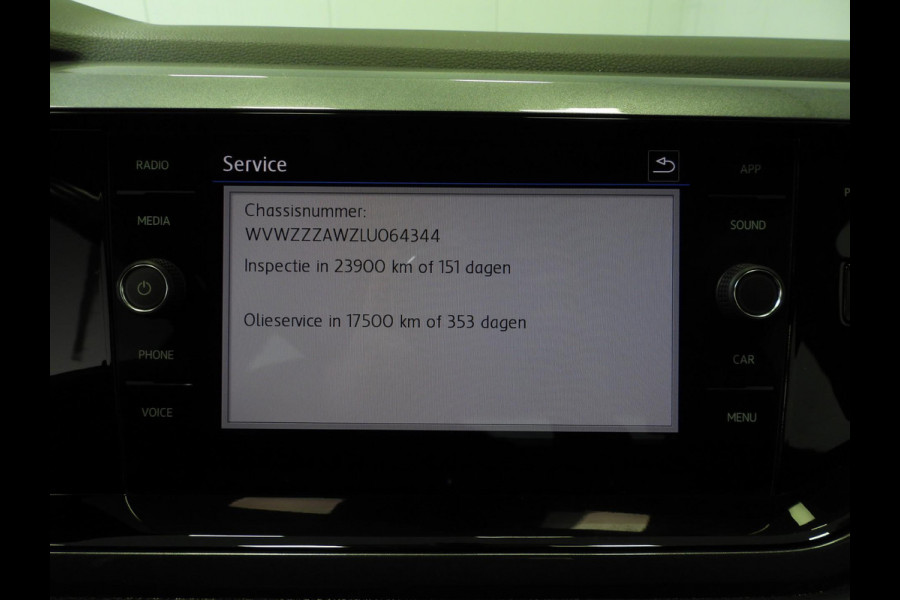 RADIO
Service
APP
MEDIA
SOUND
Chassisnummer:
WVWZZZAWZLU064344
Inspectie in 23900 km of 151 dagen
Olieservice in 17500 km of 353 dagen
PHONE
CAR
VOICE
MENU